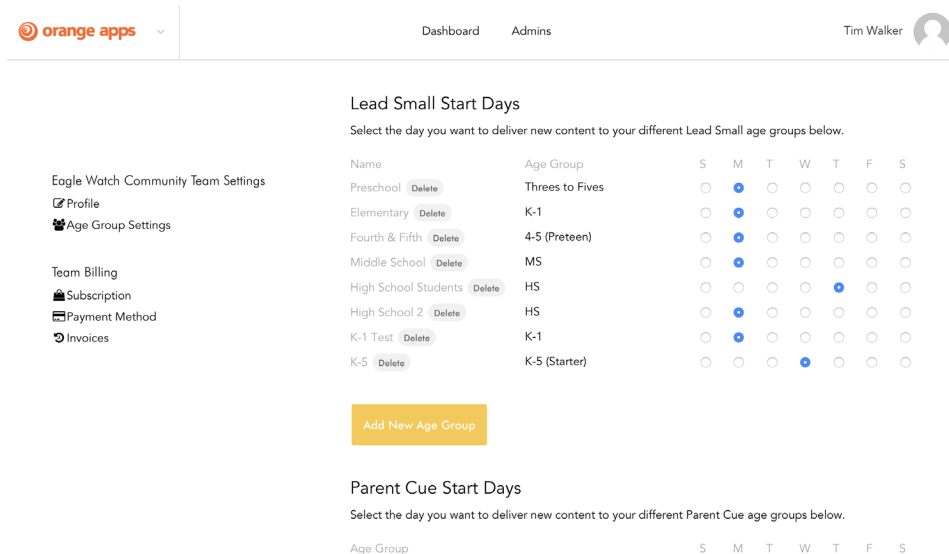 orange apps
Dashboard Admins
Tim Walker
Eagle Watch Community Team Settings
Profile
Age Group Settings
Team Billing
Subscription
Payment Method
Invoices
Lead Small Start Days
Select the day you want to deliver new content to your different Lead Small age groups below.
Name Age Group S M T W T F S
Preschool Delete Threes to Fives
Elementary Delete K-1
Fourth & Fifth Delete 4-5 (Preteen)
Middle School Delete MS
High School Students Delete HS
High School 2 Delete HS
K-1 Test Delete K-1
K-5 Delete K-5 (Starter)
Add New Age Group
Parent Cue Start Days
Select the day you want to deliver new content to your different Parent Cue age groups below.
Age Group S M T W T F S